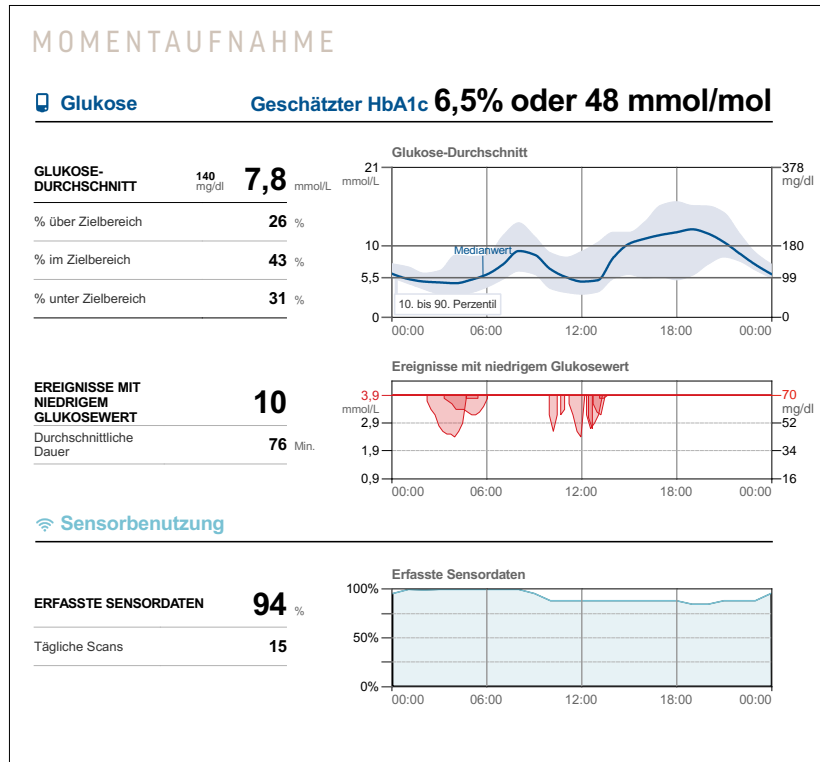 MOMENTAUFNAHME
Glukose
Geschätzter HbA1c 6,5% oder 48 mmol/mol
GLUKOSE-
DURCHSCHNITT
140
mg/dl
7,8 mmol/L
% über Zielbereich 26 %
% im Zielbereich 43 %
% unter Zielbereich 31 %
Glukose-Durchschnitt
21
mmol/L
10
5,5
0
378
mg/dl
180
99
0
Medianwert
10. bis 90. Perzentil
00:00 06:00 12:00 18:00 00:00
EREIGNISSE MIT
NIEDRIGEM
GLUKOSEWERT
10
Durchschnittliche
Dauer
76 Min.
Ereignisse mit niedrigem Glukosewert
3,9
mmol/L
2,9
1,9
0,9
70
mg/dl
52
34
16
00:00 06:00 12:00 18:00 00:00
Sensorbenutzung
ERFASSTE SENSORDATEN 94 %
Tägliche Scans 15
Erfasste Sensordaten
100%
50%
0%
00:00 06:00 12:00 18:00 00:00